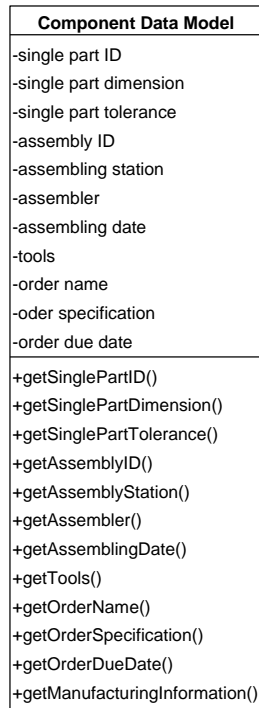 Component Data Model
-single part ID
-single part dimension
-single part tolerance
-assembly ID
-assembling station
-assembler
-assembling date
-tools
-order name
-oder specification
-order due date
+getSinglePartID()
+getSinglePartDimension()
+getSinglePartTolerance()
+getAssemblyID()
+getAssemblyStation()
+getAssembler()
+getAssemblingDate()
+getTools()
+getOrderName()
+getOrderSpecification()
+getOrderDueDate()
+getManufacturingInformation()